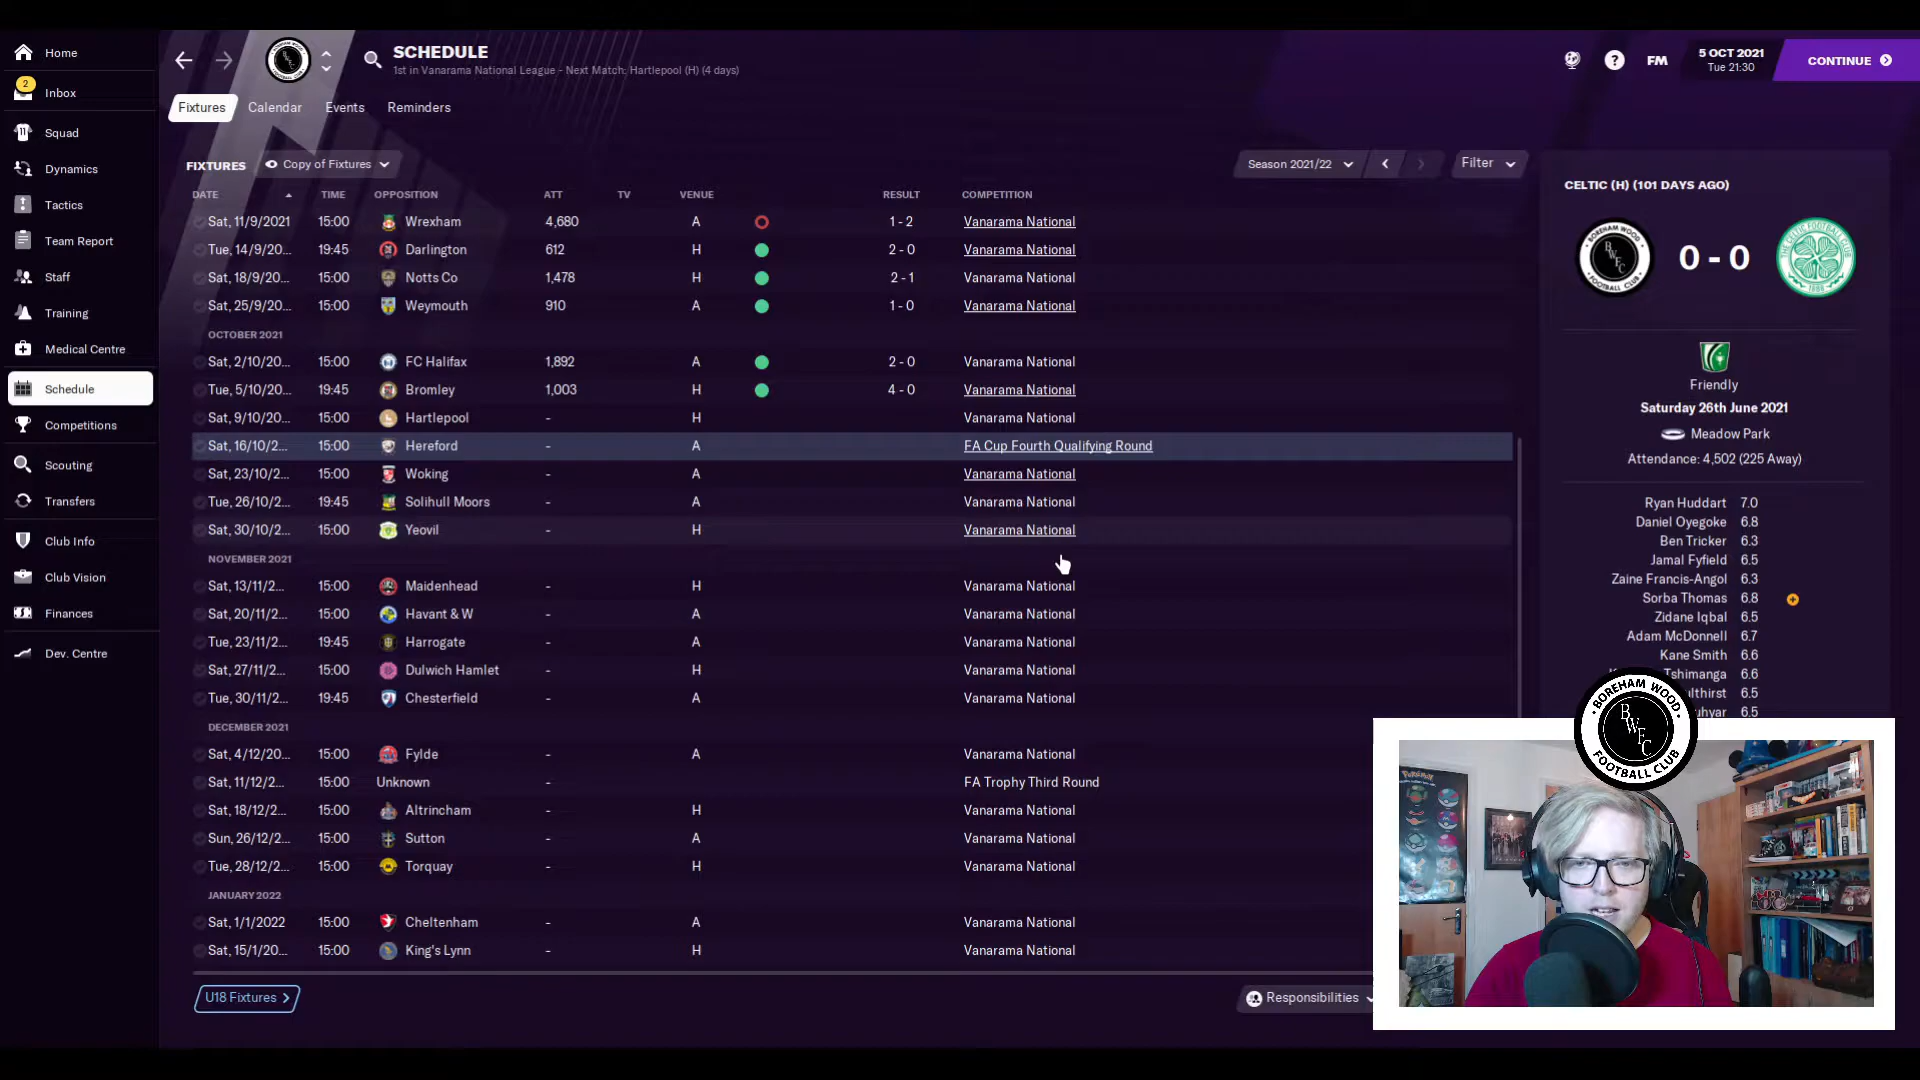 Home
2
Inbox
Squad
Dynamics
Tactics
Team Report
Staff
Training
Medical Centre
Schedule
Competitions
Scouting
Transfers
Club Info
Club Vision
Finances
Dev. Centre
SCHEDULE
1st in Vanarama National League - Next Match: Hartlepool (H) (4 days)
? FM 5 OCT 2021
Tue 21:30
CONTINUE
Fixtures Calendar Events Reminders
FIXTURES Copy of Fixtures Season 2021/22 Filter
DATE TIME OPPOSITION ATT TV VENUE RESULT COMPETITION
Sat, 11/9/2021 15:00 Wrexham 4,680 A 1 - 2 Vanarama National
Tue, 14/9/20... 19:45 Darlington 612 H 2 - 0 Vanarama National
Sat, 18/9/20... 15:00 Notts Co 1,478 H 2 - 1 Vanarama National
Sat, 25/9/20... 15:00 Weymouth 910 A 1 - 0 Vanarama National
OCTOBER 2021
Sat, 2/10/20... 15:00 FC Halifax 1,892 A 2 - 0 Vanarama National
Tue, 5/10/20... 19:45 Bromley 1,003 H 4 - 0 Vanarama National
Sat, 9/10/20... 15:00 Hartlepool - H Vanarama National
Sat, 16/10/2... 15:00 Hereford - A FA Cup Fourth Qualifying Round
Sat, 23/10/2... 15:00 Woking - A Vanarama National
Tue, 26/10/2... 19:45 Solihull Moors - A Vanarama National
Sat, 30/10/2... 15:00 Yeovil - H Vanarama National
NOVEMBER 2021
Sat, 13/11/2... 15:00 Maidenhead - H Vanarama National
Sat, 20/11/2... 15:00 Havant & W - A Vanarama National
Tue, 23/11/2... 19:45 Harrogate - A Vanarama National
Sat, 27/11/2... 15:00 Dulwich Hamlet - H Vanarama National
Tue, 30/11/2... 19:45 Chesterfield - A Vanarama National
DECEMBER 2021
Sat, 4/12/20... 15:00 Fylde - A Vanarama National
Sat, 11/12/2... 15:00 Unknown - FA Trophy Third Round
Sat, 18/12/2... 15:00 Altrincham - H Vanarama National
Sun, 26/12/2... 15:00 Sutton - A Vanarama National
Tue, 28/12/2... 15:00 Torquay - H Vanarama National
JANUARY 2022
Sat, 1/1/2022 15:00 Cheltenham - A Vanarama National
Sat, 15/1/20... 15:00 King's Lynn - H Vanarama National
U18 Fixtures
Responsibilities
CELTIC (H) (101 DAYS AGO)
0 - 0
Friendly
Saturday 26th June 2021
Meadow Park
Attendance: 4,502 (225 Away)
Ryan Huddart 7.0
Daniel Oyegoke 6.8
Ben Tricker 6.3
Jamal Fyfield 6.5
Zaine Francis-Angol 6.3
Sorba Thomas 6.8
Zidane Iqbal 6.5
Adam McDonnell 6.7
Kane Smith 6.6
Tshimanga 6.6
6.5
6.5
BOREHAM WOOD
BWFC
FOOTBALL CLUB